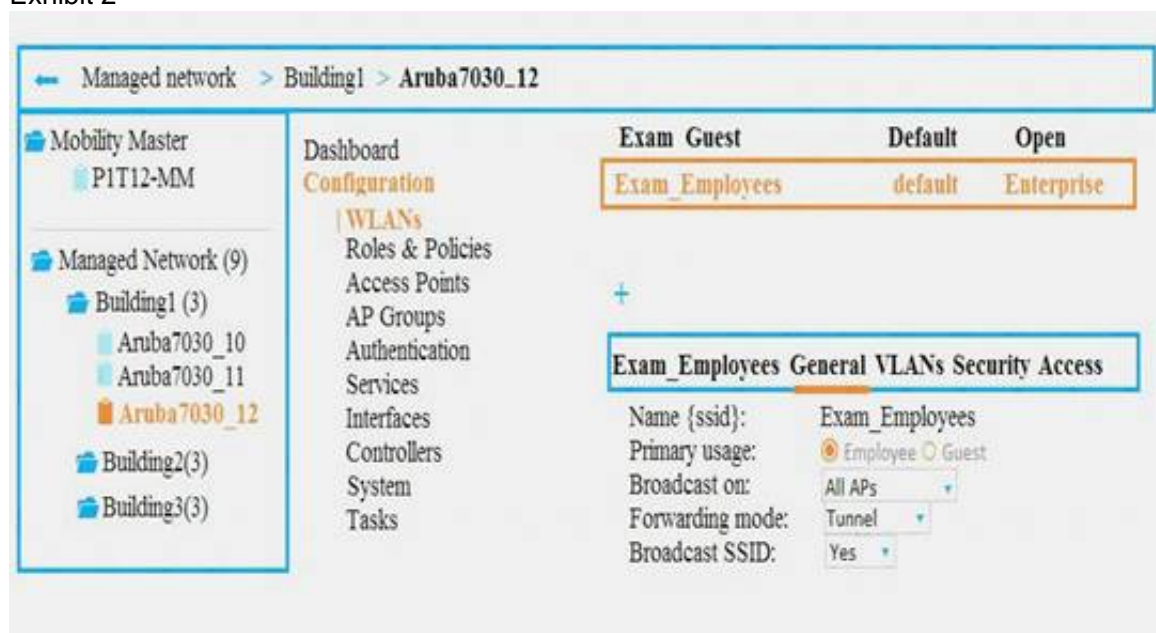 Exhibit 2
Managed network > Building1 > Aruba7030_12
Mobility Master
P1T12-MM
Managed Network (9)
Building1 (3)
Aruba7030_10
Aruba7030_11
Aruba7030_12
Building2(3)
Building3(3)
Dashboard
Configuration
WLANs
Roles & Policies
Access Points
AP Groups
Authentication
Services
Interfaces
Controllers
System
Tasks
Exam_Guest Default Open
Exam_Employees default Enterprise
+
Exam_Employees General VLANs Security Access
Name {ssid}: Exam_Employees
Primary usage: Employee Guest
Broadcast on: All APs
Forwarding mode: Tunnel
Broadcast SSID: Yes